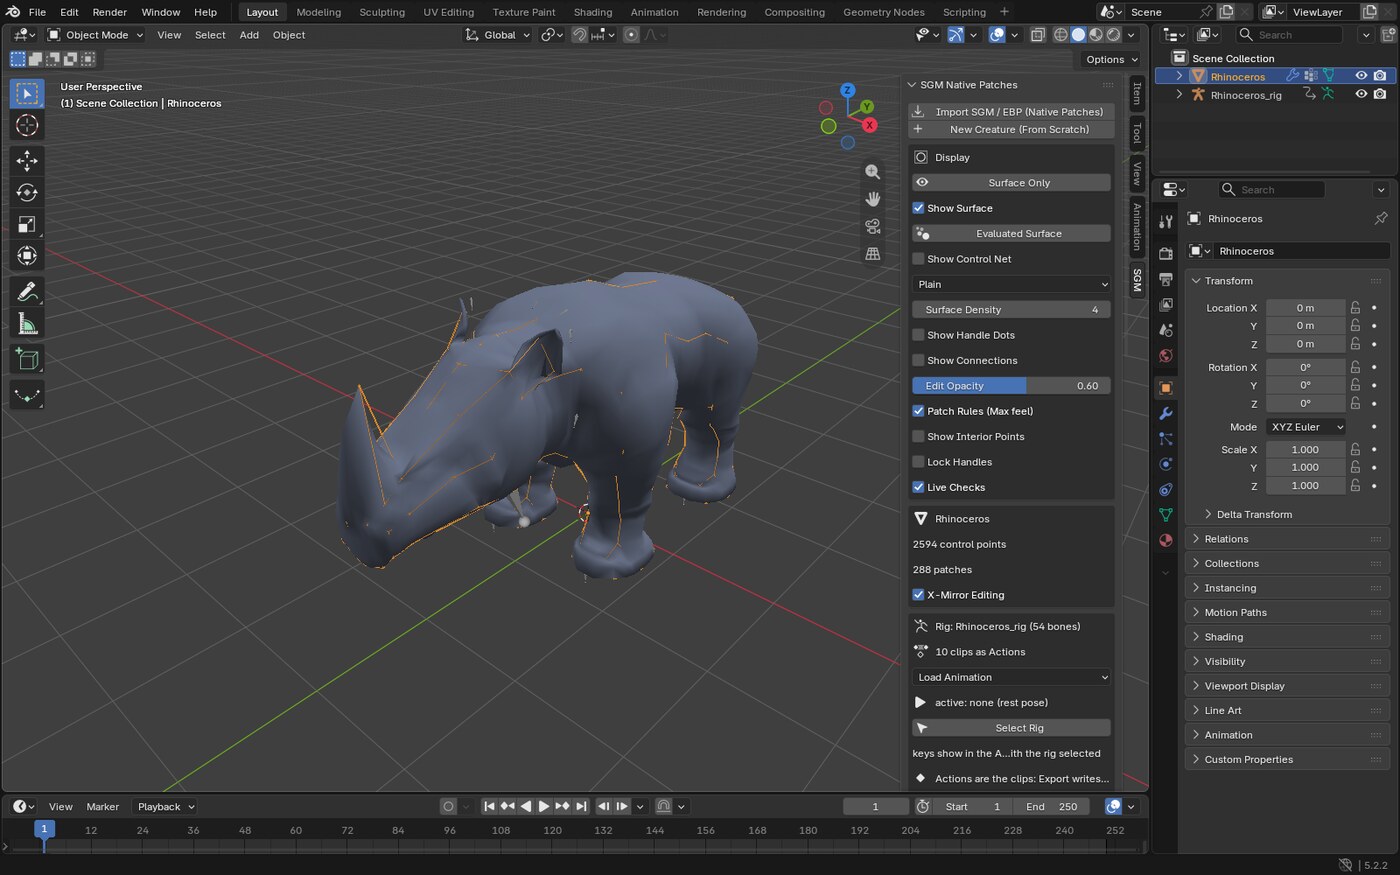 File Edit Render Window Help Layout Modeling Sculpting UV Editing Texture Paint Shading Animation Rendering Compositing Geometry Nodes Scripting + Scene ViewLayer
Object Mode View Select Add Object Global Search
Options
User Perspective
(1) Scene Collection | Rhinoceros
Z
Y
X
SGM Native Patches
Import SGM / EBP (Native Patches)
New Creature (From Scratch)
Display
Surface Only
Show Surface
Evaluated Surface
Show Control Net
Plain
Surface Density 4
Show Handle Dots
Show Connections
Edit Opacity 0.60
Patch Rules (Max feel)
Show Interior Points
Lock Handles
Live Checks
Rhinoceros
2594 control points
288 patches
X-Mirror Editing
Rig: Rhinoceros_rig (54 bones)
10 clips as Actions
Load Animation
active: none (rest pose)
Select Rig
keys show in the A...ith the rig selected
Actions are the clips: Export writes...
Item
Tool
View
Animation
SGM
Scene Collection
Rhinoceros
Rhinoceros_rig
Search
Rhinoceros
Rhinoceros
Transform
Location X 0 m
Y 0 m
Z 0 m
Rotation X 0°
Y 0°
Z 0°
Mode XYZ Euler
Scale X 1.000
Y 1.000
Z 1.000
Delta Transform
Relations
Collections
Instancing
Motion Paths
Shading
Visibility
Viewport Display
Line Art
Animation
Custom Properties
View Marker Playback 1 Start 1 End 250
1 12 24 36 48 60 72 84 96 108 120 132 144 156 168 180 192 204 216 228 240 252
5.2.2